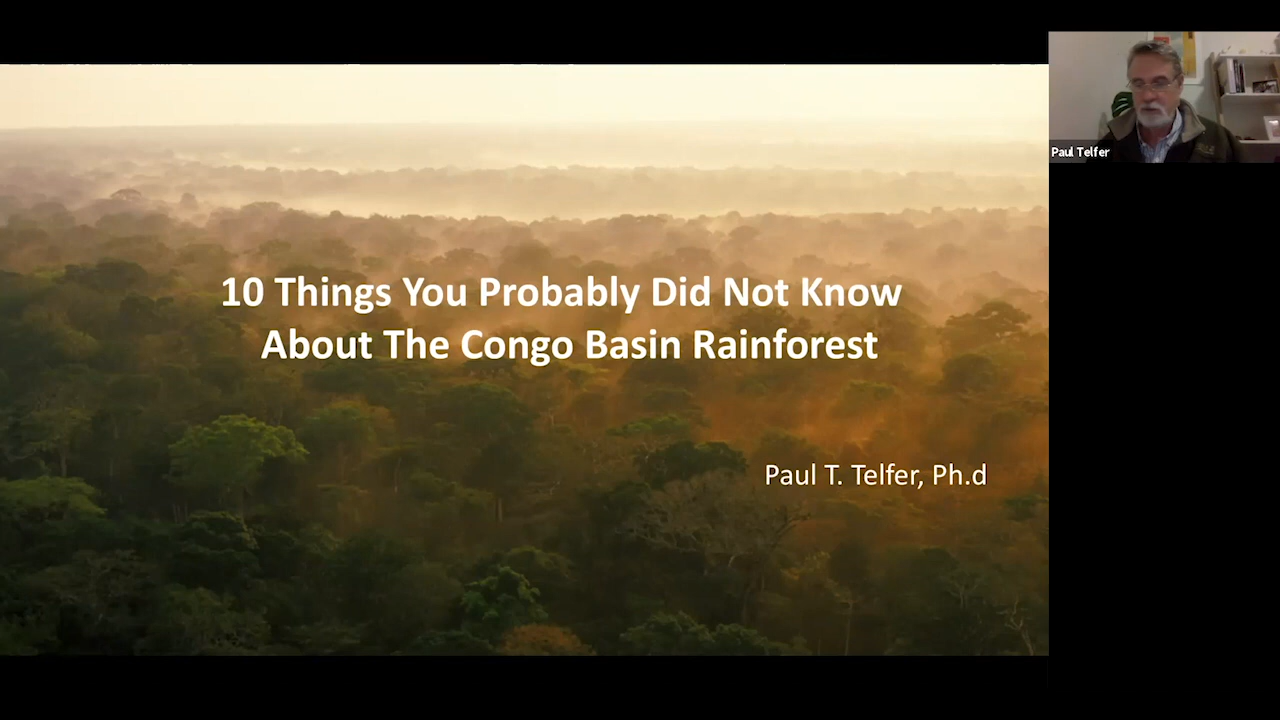 10 Things You Probably Did Not Know
About The Congo Basin Rainforest
Paul T. Telfer, Ph.d
Paul Telfer